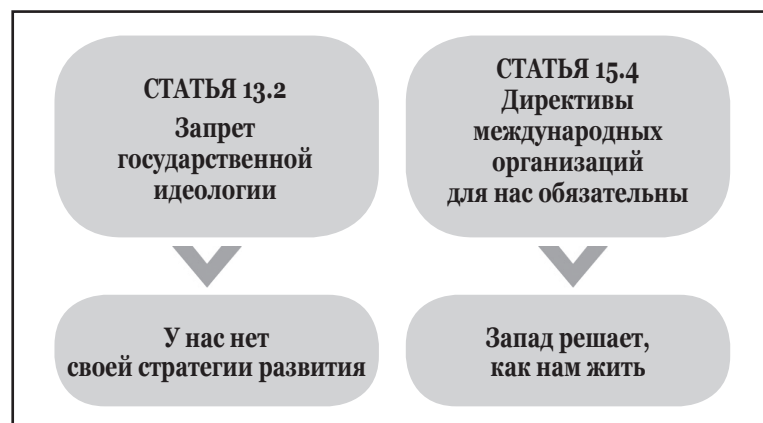 СТАТЬЯ 13.2
Запрет
государственной
идеологии
СТАТЬЯ 15.4
Директивы
международных
организаций
для нас обязательны
У нас нет
своей стратегии развития
Запад решает,
как нам жить